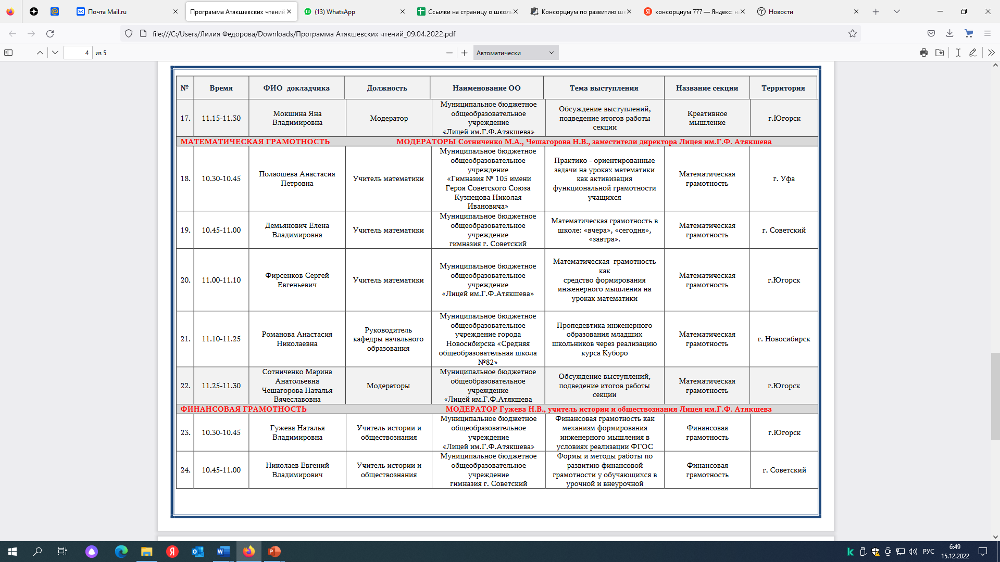 Почта Mail.ru
Программа Атякшевских чтений
13
(13) WhatsApp
Ссылки на страницу о школь
Консорциум по развитию шк
консорциум 777 — Яндекс: на
Новости
file:///C:/Users/Лилия Федорова/Downloads/Программа Атякшевских чтений_09.04.2022.pdf
4
из 5
Автоматически
№
Время
ФИО докладчика
Должность
Наименование ОО
Тема выступления
Название секции
Территория
17.
11.15-11.30
Мокшина Яна
Владимировна
Модератор
Муниципальное бюджетное
общеобразовательное
учреждение
«Лицей им.Г.Ф.Атякшева»
Обсуждение выступлений,
подведение итогов работы
секции
Креативное
мышление
г.Югорск
МАТЕМАТИЧЕСКАЯ ГРАМОТНОСТЬ МОДЕРАТОРЫ Сотниченко М.А., Чешагорова Н.В., заместители директора Лицея им.Г.Ф. Атякшева
18.
10.30-10.45
Полаошева Анастасия
Петровна
Учитель математики
Муниципальное бюджетное
общеобразовательное
учреждение
«Гимназия № 105 имени
Героя Советского Союза
Кузнецова Николая
Ивановича»
Практико - ориентированные
задачи на уроках математики
как активизация
функциональной грамотности
учащихся
Математическая
грамотность
г. Уфа
19.
10.45-11.00
Демьянович Елена
Владимировна
Учитель математики
Муниципальное бюджетное
общеобразовательное
учреждение
гимназия г. Советский
Математическая грамотность в
школе: «вчера», «сегодня»,
«завтра».
Математическая
грамотность
г. Советский
20.
11.00-11.10
Фирсенков Сергей
Евгеньевич
Учитель математики
Муниципальное бюджетное
общеобразовательное
учреждение
«Лицей им.Г.Ф.Атякшева»
Математическая грамотность
как
средство формирования
инженерного мышления на
уроках математики
Математическая
грамотность
г.Югорск
21.
11.10-11.25
Романова Анастасия
Николаевна
Руководитель
кафедры начального
образования
Муниципальное бюджетное
общеобразовательное
учреждение города
Новосибирска «Средняя
общеобразовательная школа
№82»
Пропедевтика инженерного
образования младших
школьников через реализацию
курса Куборо
Математическая
грамотность
г. Новосибирск
22.
11.25-11.30
Сотниченко Марина
Анатольевна
Чешагорова Наталья
Вячеславовна
Модераторы
Муниципальное бюджетное
общеобразовательное
учреждение
«Лицей им.Г.Ф.Атякшева
Обсуждение выступлений,
подведение итогов работы
секции
Математическая
грамотность
г.Югорск
ФИНАНСОВАЯ ГРАМОТНОСТЬ МОДЕРАТОР Гужева Н.В., учитель истории и обществознания Лицея им.Г.Ф. Атякшева
23.
10.30-10.45
Гужева Наталья
Владимировна
Учитель истории и
обществознания
Муниципальное бюджетное
общеобразовательное
учреждение
«Лицей им.Г.Ф.Атякшева»
Финансовая грамотность как
механизм формирования
инженерного мышления в
условиях реализации ФГОС
Финансовая
грамотность
г.Югорск
24.
10.45-11.00
Николаев Евгений
Владимирович
Учитель истории и
обществознания
Муниципальное бюджетное
общеобразовательное
учреждение
гимназия г. Советский
Формы и методы работы по
развитию финансовой
грамотности у обучающихся в
урочной и внеурочной
Финансовая
грамотность
г. Советский
РУС
6:49
15.12.2022